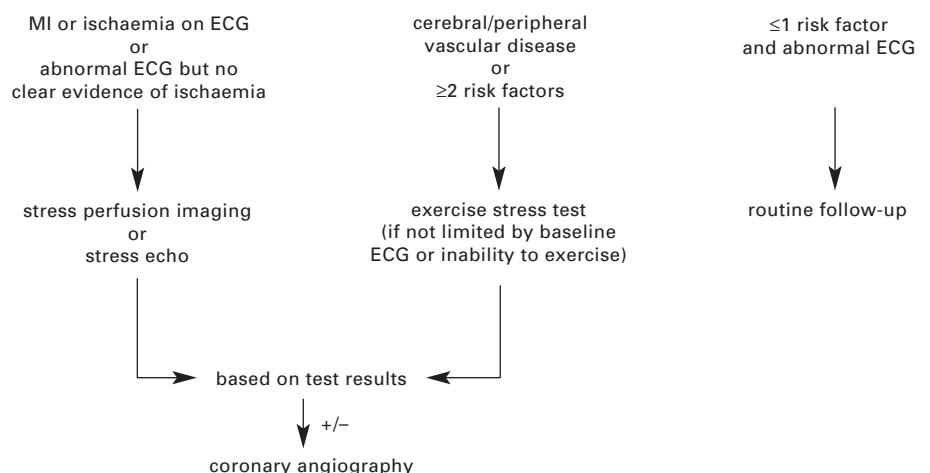 MI or ischaemia on ECG
or
abnormal ECG but no
clear evidence of ischaemia
cerebral/peripheral
vascular disease
or
≥2 risk factors
≤1 risk factor
and abnormal ECG
stress perfusion imaging
or
stress echo
exercise stress test
(if not limited by baseline
ECG or inability to exercise)
routine follow-up
based on test results
+/–
coronary angiography